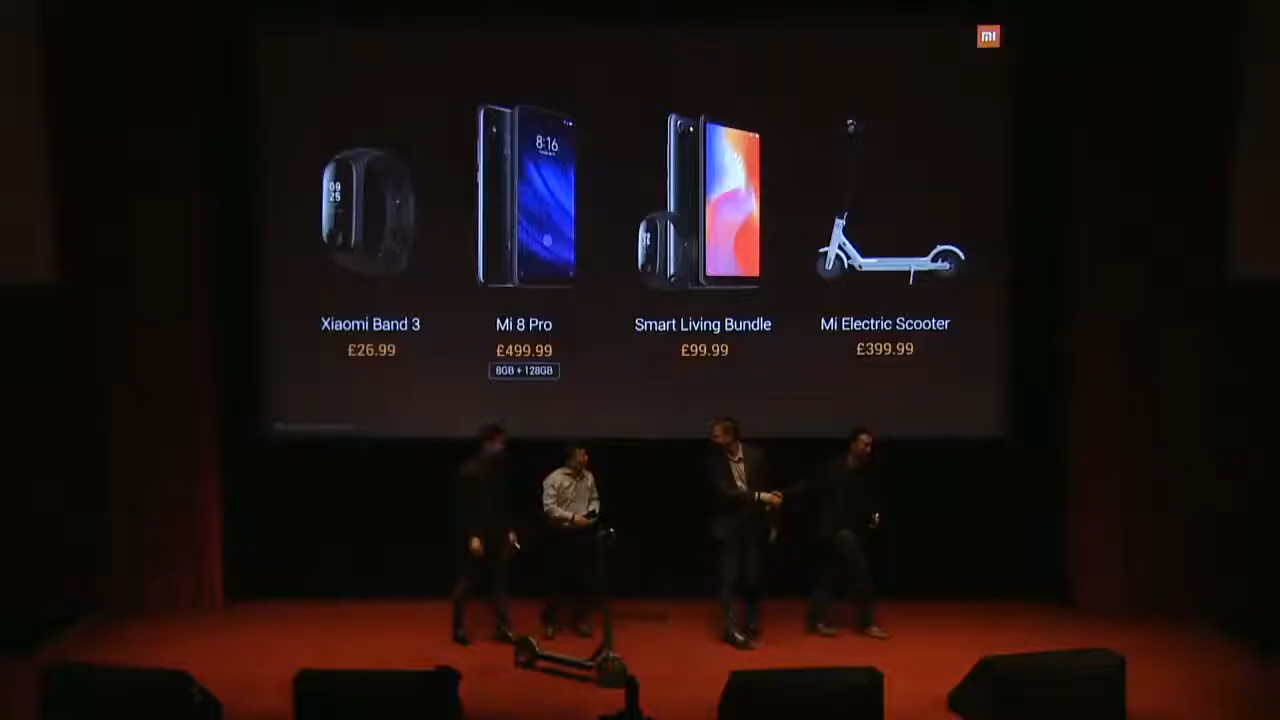 mi
8:16
09
25
Xiaomi Band 3
£26.99
Mi 8 Pro
£499.99
8GB + 128GB
Smart Living Bundle
£99.99
Mi Electric Scooter
£399.99